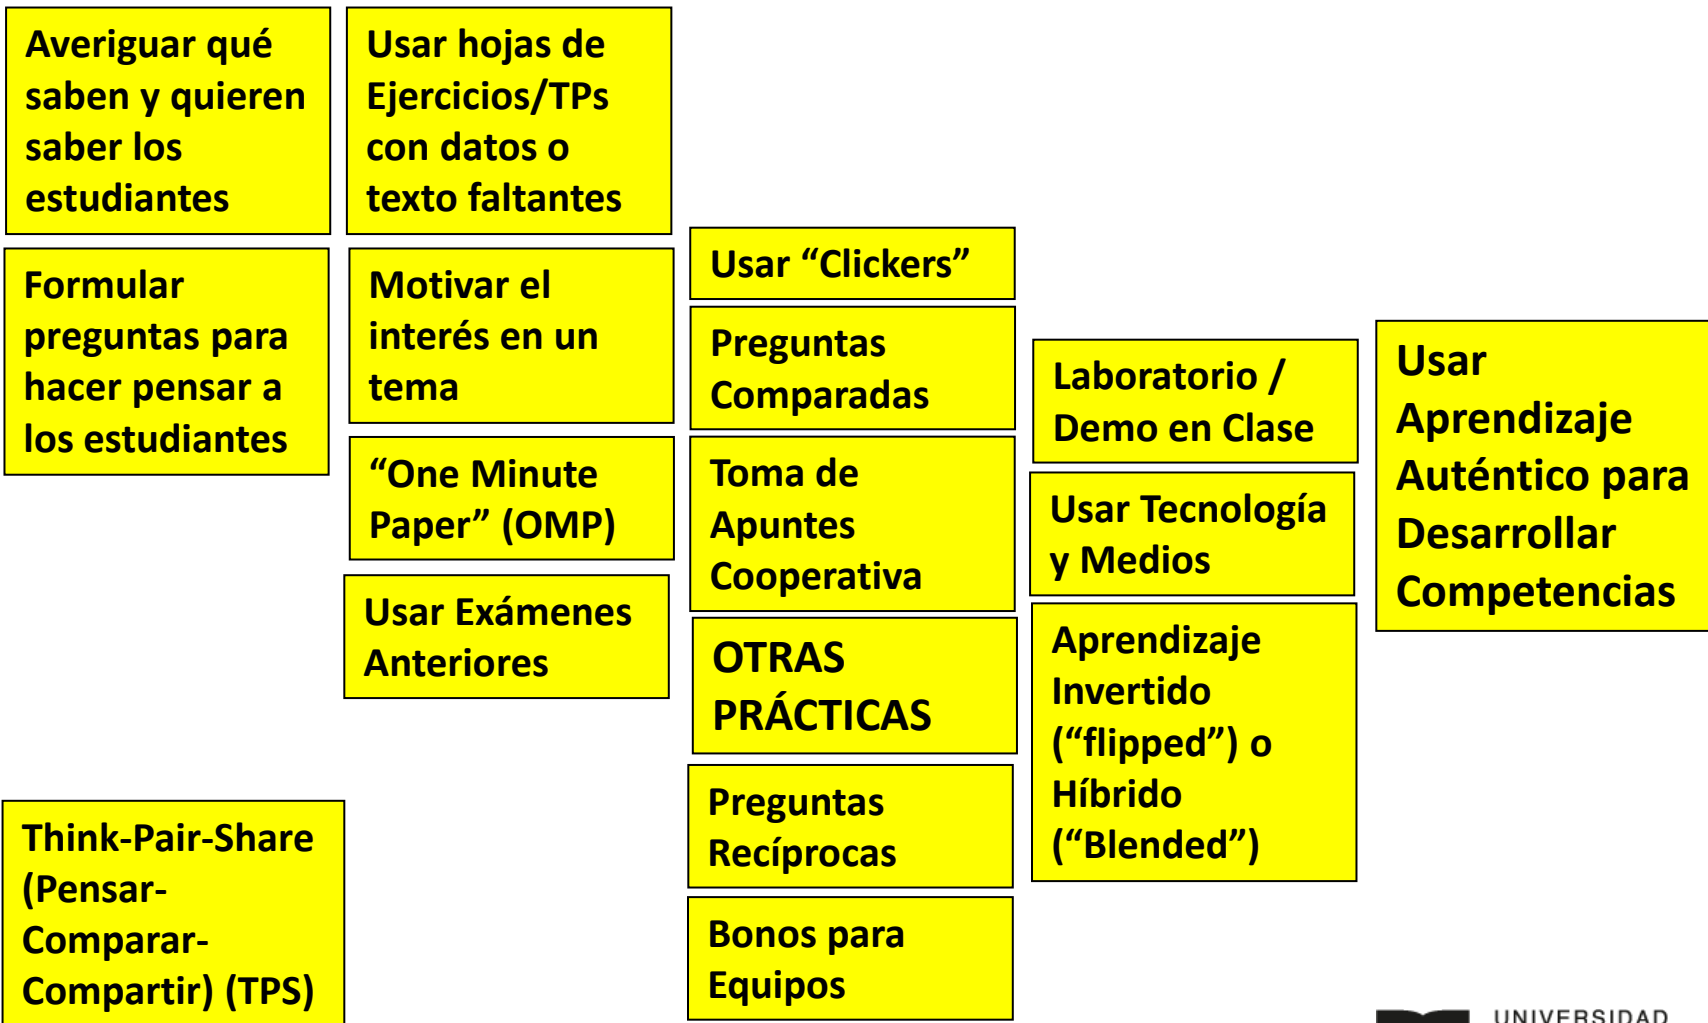 Averiguar qué
saben y quieren
saber los
estudiantes
Formular
preguntas para
hacer pensar a
los estudiantes
Think-Pair-Share
(Pensar-
Comparar-
Compartir) (TPS)
Usar hojas de
Ejercicios/TPs
con datos o
texto faltantes
Motivar el
interés en un
tema
“One Minute
Paper” (OMP)
Usar Exámenes
Anteriores
Usar “Clickers”
Preguntas
Comparadas
Toma de
Apuntes
Cooperativa
OTRAS
PRÁCTICAS
Preguntas
Recíprocas
Bonos para
Equipos
Laboratorio /
Demo en Clase
Usar Tecnología
y Medios
Aprendizaje
Invertido
(“flipped”) o
Híbrido
(“Blended”)
Usar
Aprendizaje
Auténtico para
Desarrollar
Competencias
UNIVERSIDAD